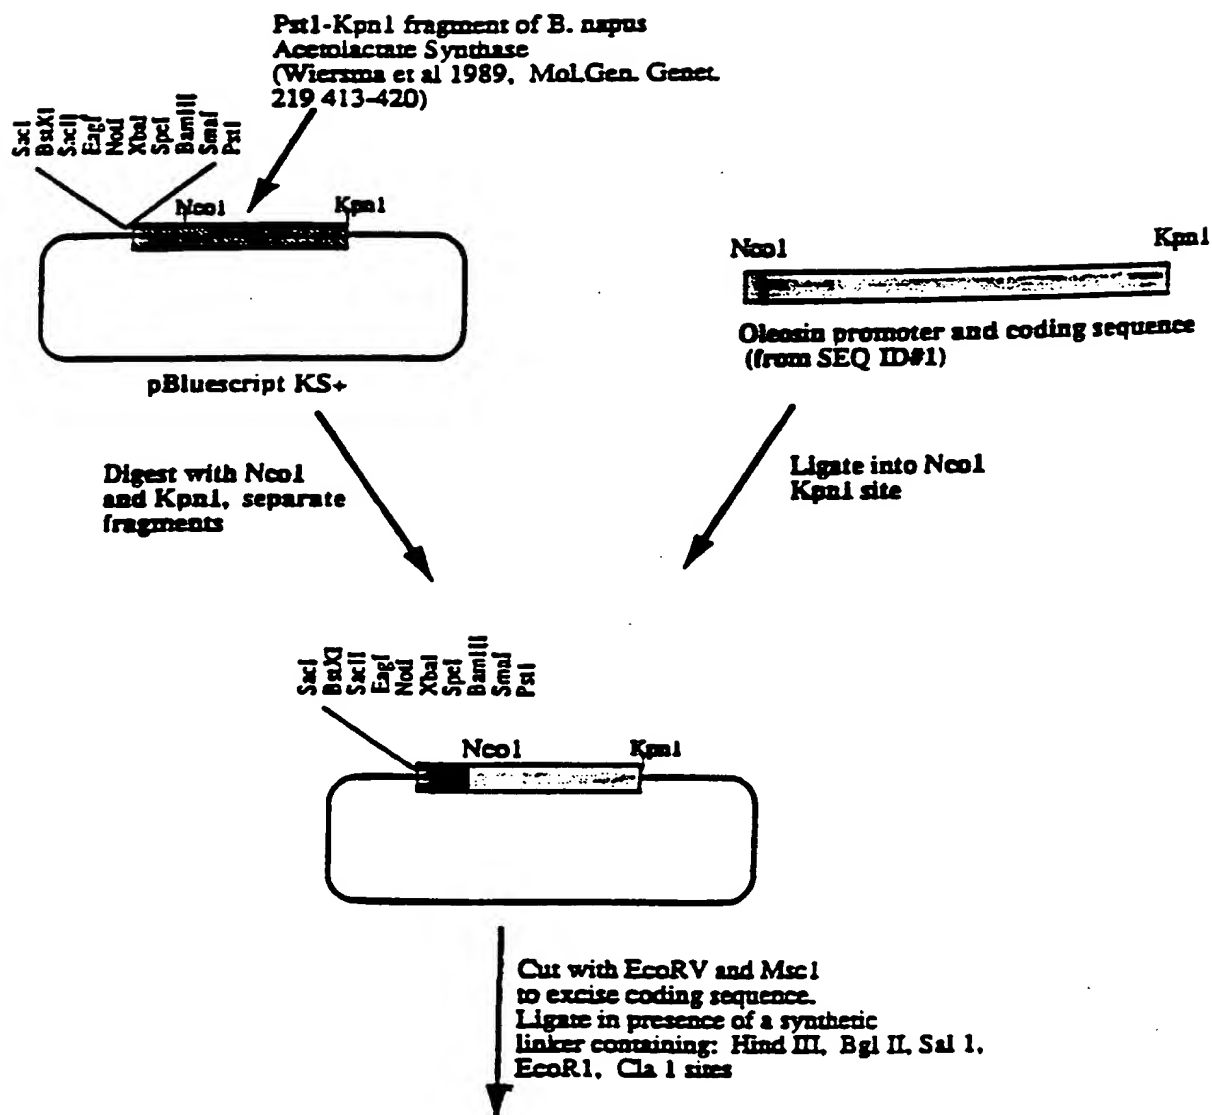 Pst1-Kpn1 fragment of B. napus
Acetolactate Synthase
(Wiersma et al 1989, Mol.Gen. Genet.
219 413-420)
SacI
BstXI
SacII
EagI
NotI
XbaI
SpeI
BamIII
SmaI
PstI
Nco1
Kpn1
pBluescript KS+
Nco1
Kpn1
Oleosin promoter and coding sequence
(from SEQ ID#1)
Digest with Nco1
and Kpn1, separate
fragments
Ligate into Nco1
Kpn1 site
SacI
BstXI
SacII
EagI
NotI
XbaI
SpeI
BamIII
SmaI
PstI
Nco1
Kpn1
Cut with EcoRV and Msc1
to excise coding sequence.
Ligate in presence of a synthetic
linker containing: Hind III, Bgl II, Sal 1,
EcoR1, Cla 1 sites